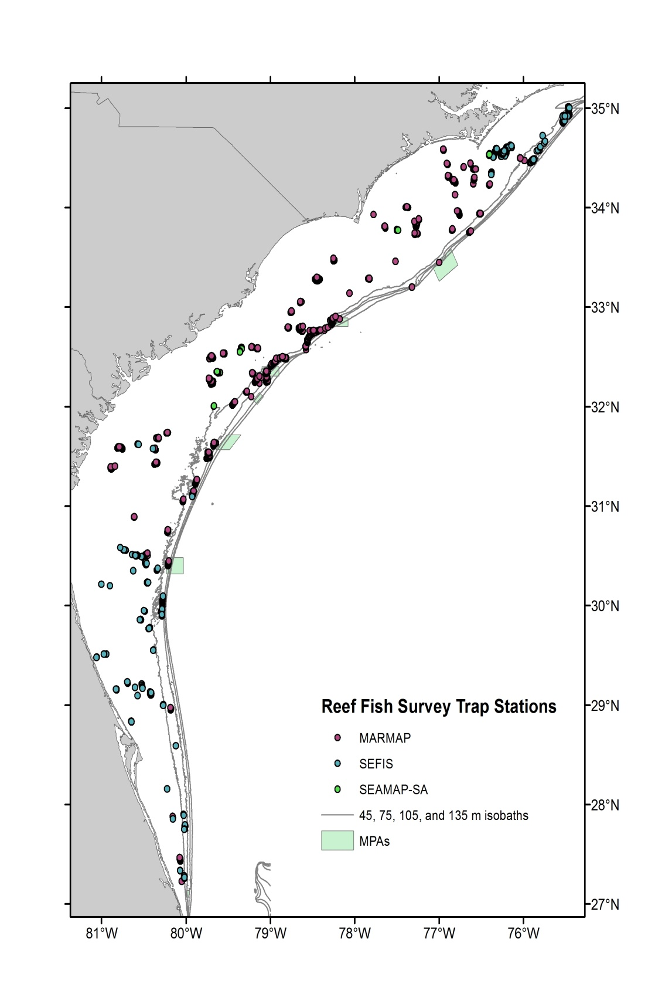 35°N
34°N
33°N
32°N
31°N
30°N
29°N
28°N
27°N
Reef Fish Survey Trap Stations
MARMAP
SEFIS
SEAMAP-SA
45, 75, 105, and 135 m isobaths
MPAs
81°W 80°W 79°W 78°W 77°W 76°W